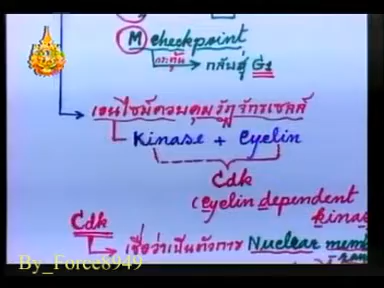 M checkpoint
กระตุ้น
กลับสู่ G1
เอนไซม์ควบคุมวัฏจักรเซลล์
Kinase + Cyclin
Cdk
(cyclin dependent
kinas
Cdk
เชื่อว่าเป็นตัวการ Nuclear mem
By_Force8949